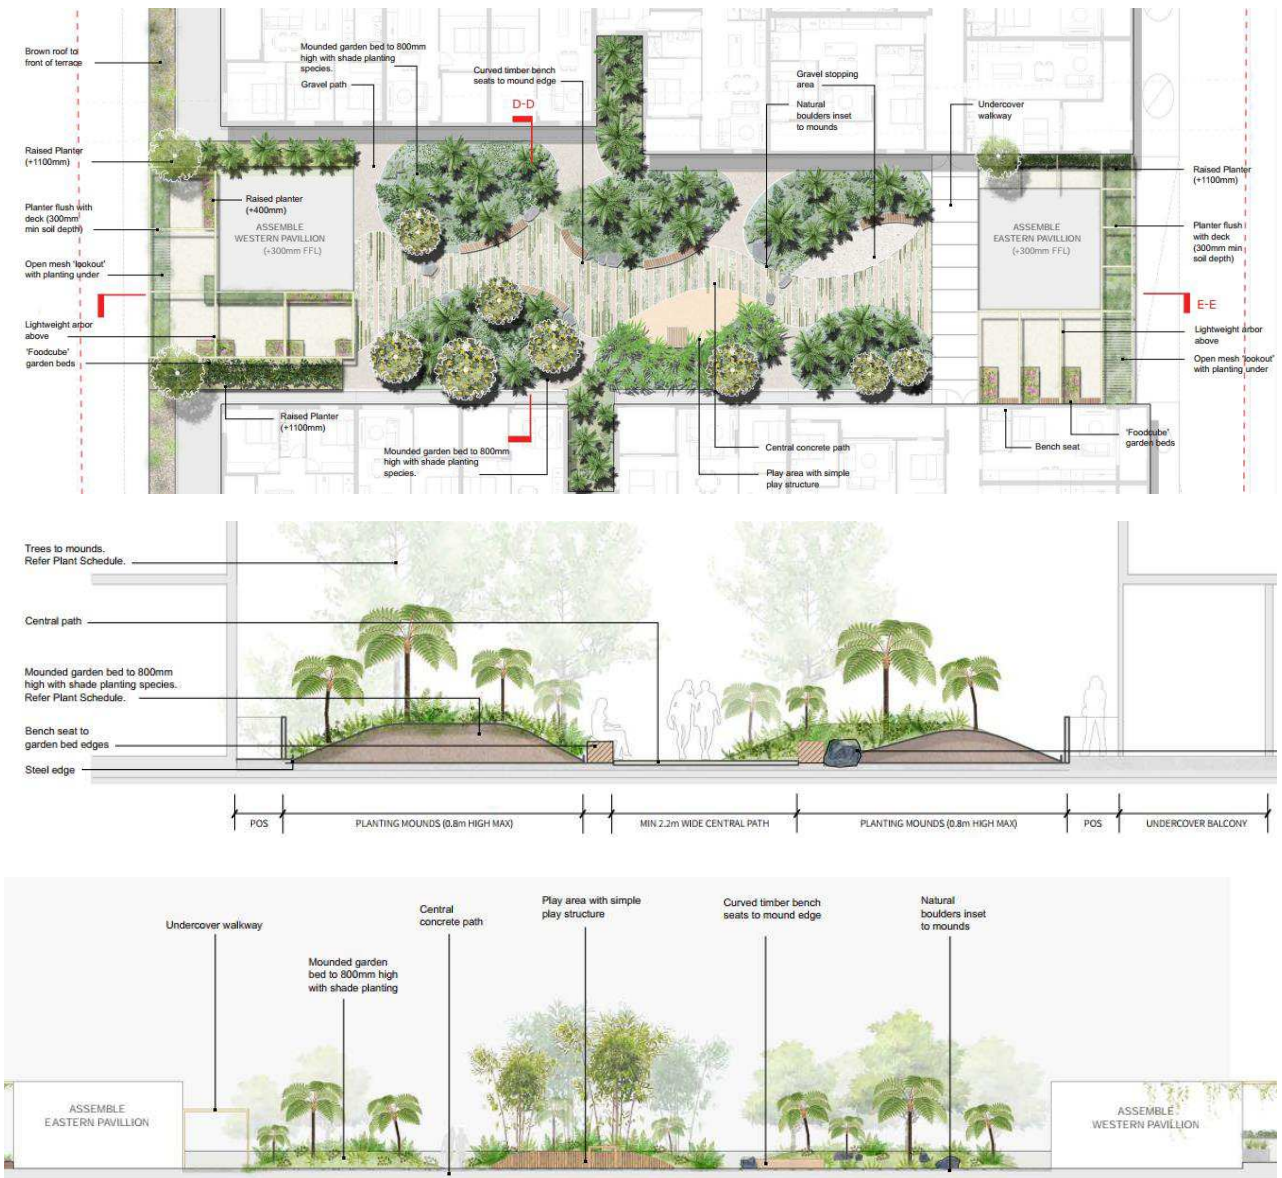 Brown roof to
front of terrace
Mounded garden bed to 800mm
high with shade planting
species.
Gravel path
Curved timber bench
seats to mound edge
Gravel stopping
area
Natural
boulders inset
to mounds
Undercover
walkway
D-D
Raised Planter
(+1100mm)
Raised planter
(+400mm)
Planter flush with
deck (300mm
min soil depth)
ASSEMBLE
WESTERN PAVILLION
(+300mm FFL)
Open mesh 'lookout'
with planting under
Lightweight arbor
above
'Foodcube'
garden beds
Raised Planter
(+1100mm)
Mounded garden bed to 800mm
high with shade planting
species.
Central concrete path
Play area with simple
play structure
Bench seat
'Foodcube'
garden beds
ASSEMBLE
EASTERN PAVILLION
(+300mm FFL)
Raised Planter
(+1100mm)
Planter flush
with deck
(300mm min
soil depth)
E-E
Lightweight arbor
above
Open mesh 'lookout'
with planting under
Trees to mounds.
Refer Plant Schedule.
Central path
Mounded garden bed to 800mm
high with shade planting species.
Refer Plant Schedule.
Bench seat to
garden bed edges
Steel edge
POS
PLANTING MOUNDS (0.8m HIGH MAX)
MIN 2.2m WIDE CENTRAL PATH
PLANTING MOUNDS (0.8m HIGH MAX)
POS
UNDERCOVER BALCONY
Undercover walkway
Mounded garden
bed to 800mm high
with shade planting
Central
concrete path
Play area with simple
play structure
Curved timber bench
seats to mound edge
Natural
boulders inset
to mounds
ASSEMBLE
EASTERN PAVILLION
ASSEMBLE
WESTERN PAVILLION